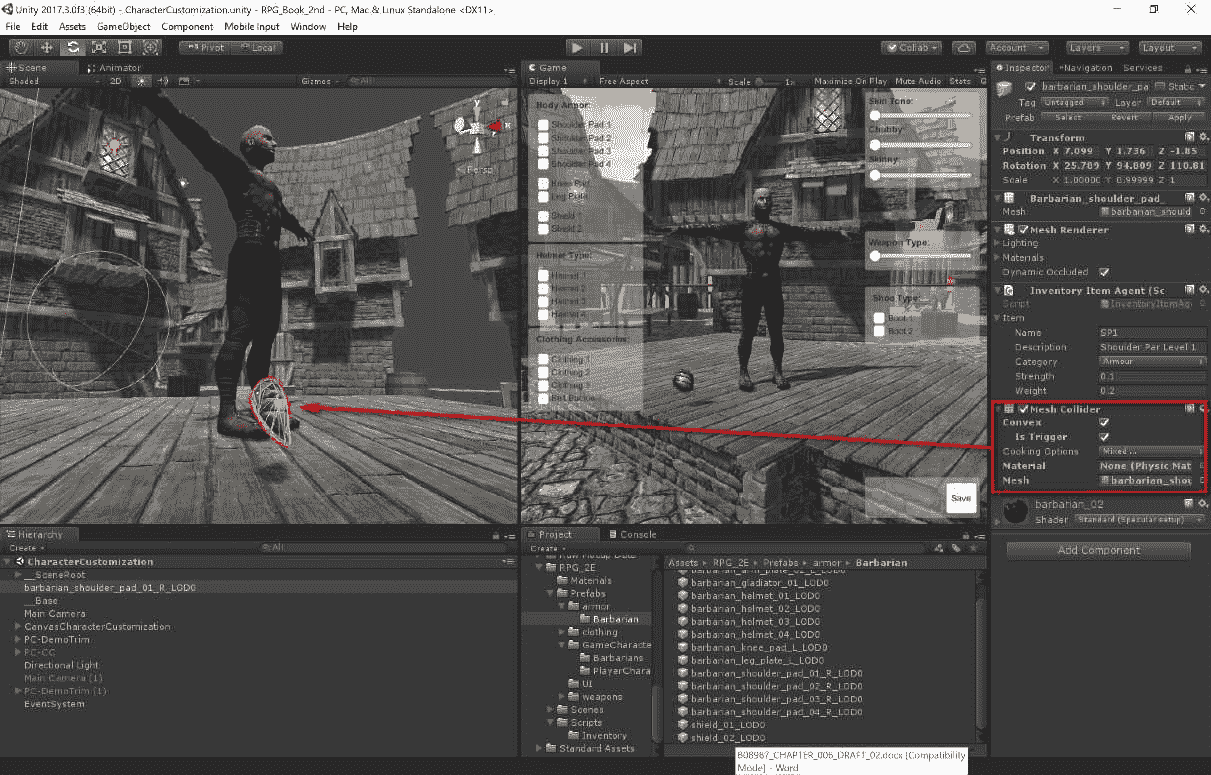 Unity 2017.3.0f3 (64bit) - CharacterCustomization.unity - RPG_Book_2nd - PC, Mac & Linux Standalone <DX11>
File Edit Assets GameObject Component Mobile Input Window Help
Pivot Local Collab Account Layers Layout
Scene Animator
Shaded 2D Gizmos All
Persp
Game
Display 1 Free Aspect Scale 1x Maximize On Play Mute Audio Stats
Body Armor:
Shoulder Pad 1
Shoulder Pad 2
Shoulder Pad 3
Shoulder Pad 4
Leg Plate
Shield 1
Shield 2
Helmet Type:
Helmet 1
Helmet 2
Helmet 3
Helmet 4
Clothing Accessories:
Clothing 1
Clothing 2
Clothing
Skin Tone:
Chubby:
Skinny:
Weapon Type:
Shoe Type:
Boot 1
Boot 2
Save
Inspector Navigation Services
barbarian_shoulder_pa Static
Tag Untagged Layer Default
Prefab Select Revert Apply
Transform
Position X 7.099 Y 1.736 Z -1.85
Rotation X 25.789 Y 94.809 Z 110.81
Scale X 1.00000 Y 0.99999 Z 1
Barbarian_shoulder_pad_
Mesh barbarian_should
Mesh Renderer
Lighting
Materials
Dynamic Occluded
Inventory Item Agent (Sc
Script InventoryItemAge
Item
Name SP1
Description Shoulder Par Level 1
Category Armour
Strength 0.1
Weight 0.2
Mesh Collider
Convex
Is Trigger
Cooking Options Mixed ...
Material None (Physic Mat
Mesh barbarian_shou
barbarian_02
Shader Standard (Specular setup)
Add Component
Hierarchy
Create All
CharacterCustomization
__SceneRoot
barbarian_shoulder_pad_01_R_LOD0
__Base
Main Camera
CanvasCharacterCustomization
PC-DemoTrim
PC-CC
Directional Light
Main Camera (1)
PC-DemoTrim (1)
EventSystem
Project Console
Create
RPG_2E
Materials
Prefabs
armor
Barbarian
clothing
GameCharacte
Barbarians
PlayerChara
UI
weapons
Scenes
Scripts
Inventory
Standard Assets
Assets RPG_2E Prefabs armor Barbarian
barbarian_arm_plate_02_L_LOD0
barbarian_gladiator_01_LOD0
barbarian_helmet_01_LOD0
barbarian_helmet_02_LOD0
barbarian_helmet_03_LOD0
barbarian_helmet_04_LOD0
barbarian_knee_pad_L_LOD0
barbarian_leg_plate_L_LOD0
barbarian_shoulder_pad_01_R_LOD0
barbarian_shoulder_pad_02_R_LOD0
barbarian_shoulder_pad_03_R_LOD0
barbarian_shoulder_pad_04_R_LOD0
shield_01_LOD0
shield_02_LOD0
B08967_CHAPTER_006_DRAFT_02.docx [Compatibility
Mode] - Word